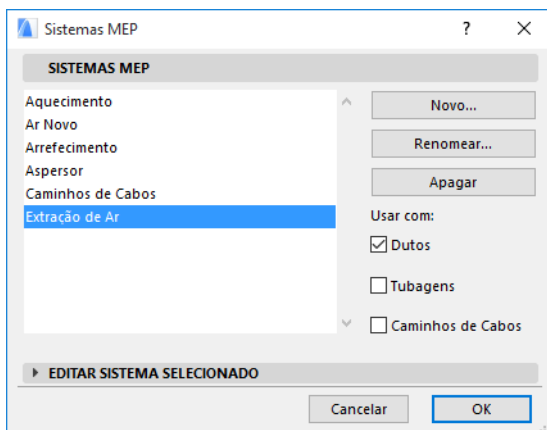 Sistemas MEP
?
SISTEMAS MEP
Aquecimento
Ar Novo
Arrefecimento
Aspersor
Caminhos de Cabos
Extração de Ar
Novo...
Renomear...
Apagar
Usar com:
Dutos
Tubagens
Caminhos de Cabos
EDITAR SISTEMA SELECIONADO
Cancelar
OK